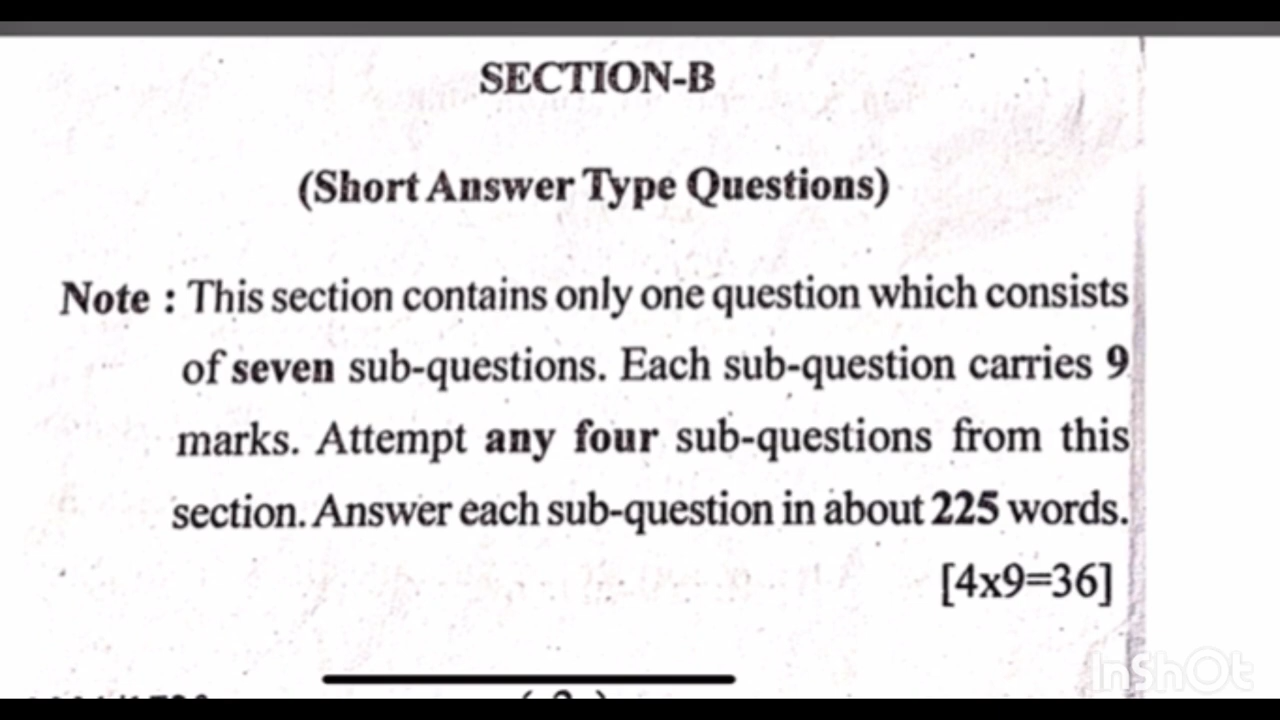 SECTION-B
(Short Answer Type Questions)
Note : This section contains only one question which consists
of seven sub-questions. Each sub-question carries 9
marks. Attempt any four sub-questions from this
section. Answer each sub-question in about 225 words.
[4x9=36]
InShOt